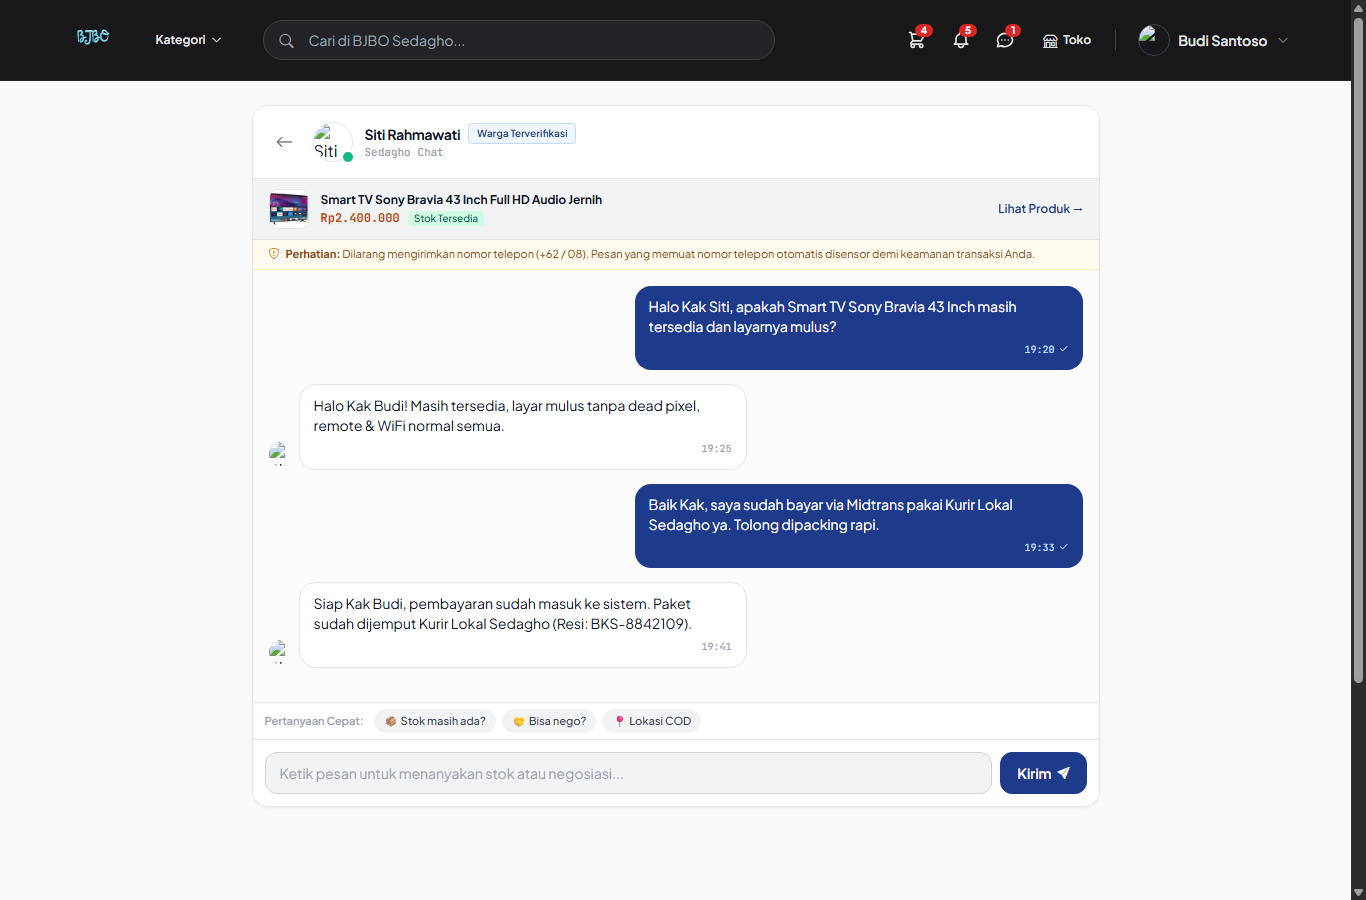 BJBO
Kategori
Cari di BJBO Sedagho...
4
5
1
Toko
Budi Santoso
Siti
Siti Rahmawati
Warga Terverifikasi
Sedagho Chat
Smart TV Sony Bravia 43 Inch Full HD Audio Jernih
Rp2.400.000
Stok Tersedia
Lihat Produk →
Perhatian: Dilarang mengirimkan nomor telepon (+62 / 08). Pesan yang memuat nomor telepon otomatis disensor demi keamanan transaksi Anda.
Halo Kak Siti, apakah Smart TV Sony Bravia 43 Inch masih
tersedia dan layarnya mulus?
19:20 ✓
Halo Kak Budi! Masih tersedia, layar mulus tanpa dead pixel,
remote & WiFi normal semua.
19:25
Baik Kak, saya sudah bayar via Midtrans pakai Kurir Lokal
Sedagho ya. Tolong dipacking rapi.
19:33 ✓
Siap Kak Budi, pembayaran sudah masuk ke sistem. Paket
sudah dijemput Kurir Lokal Sedagho (Resi: BKS-8842109).
19:41
Pertanyaan Cepat:
📦 Stok masih ada?
🤝 Bisa nego?
📍 Lokasi COD
Ketik pesan untuk menanyakan stok atau negosiasi...
Kirim